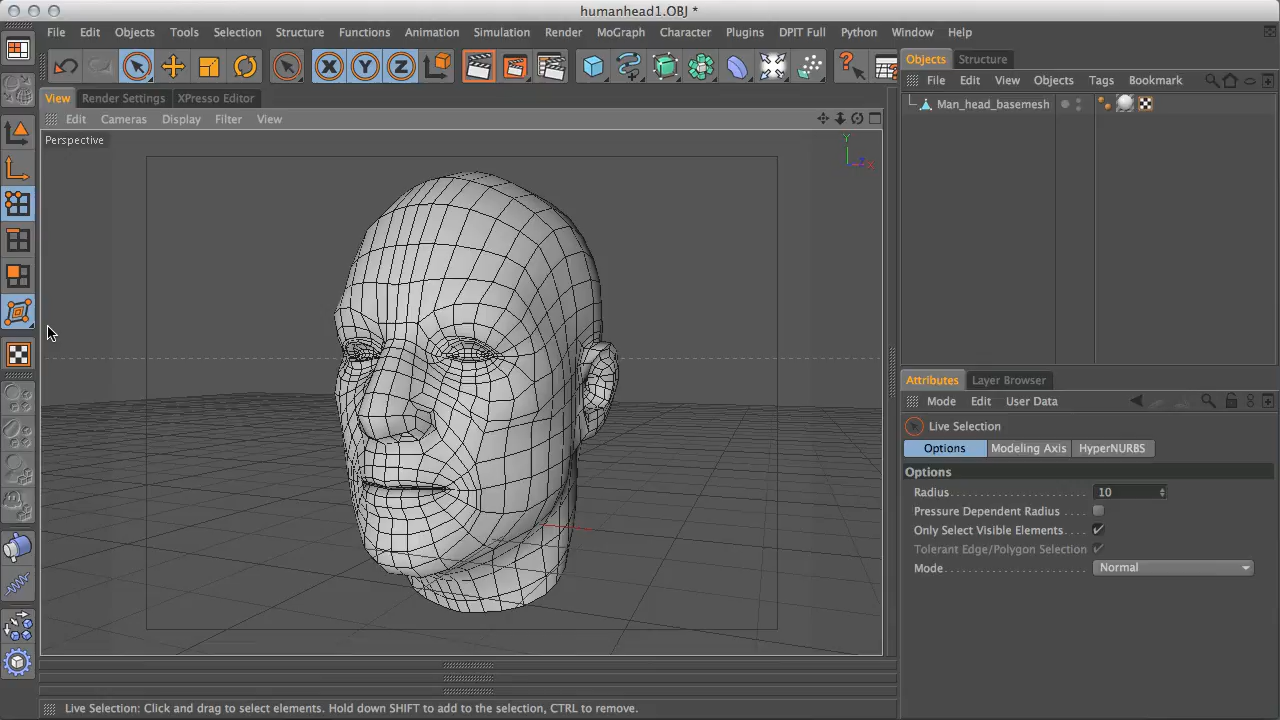 humanhead1.OBJ *
File Edit Objects Tools Selection Structure Functions Animation Simulation Render MoGraph Character Plugins DPIT Full Python Window Help
X Y Z
Objects Structure
View Render Settings XPresso Editor
File Edit View Objects Tags Bookmark
Edit Cameras Display Filter View
Man_head_basemesh
Perspective
Y
Z X
Attributes Layer Browser
Mode Edit User Data
Live Selection
Options Modeling Axis HyperNURBS
Options
Radius 10
Pressure Dependent Radius
Only Select Visible Elements
Tolerant Edge/Polygon Selection
Mode Normal
Live Selection: Click and drag to select elements. Hold down SHIFT to add to the selection, CTRL to remove.